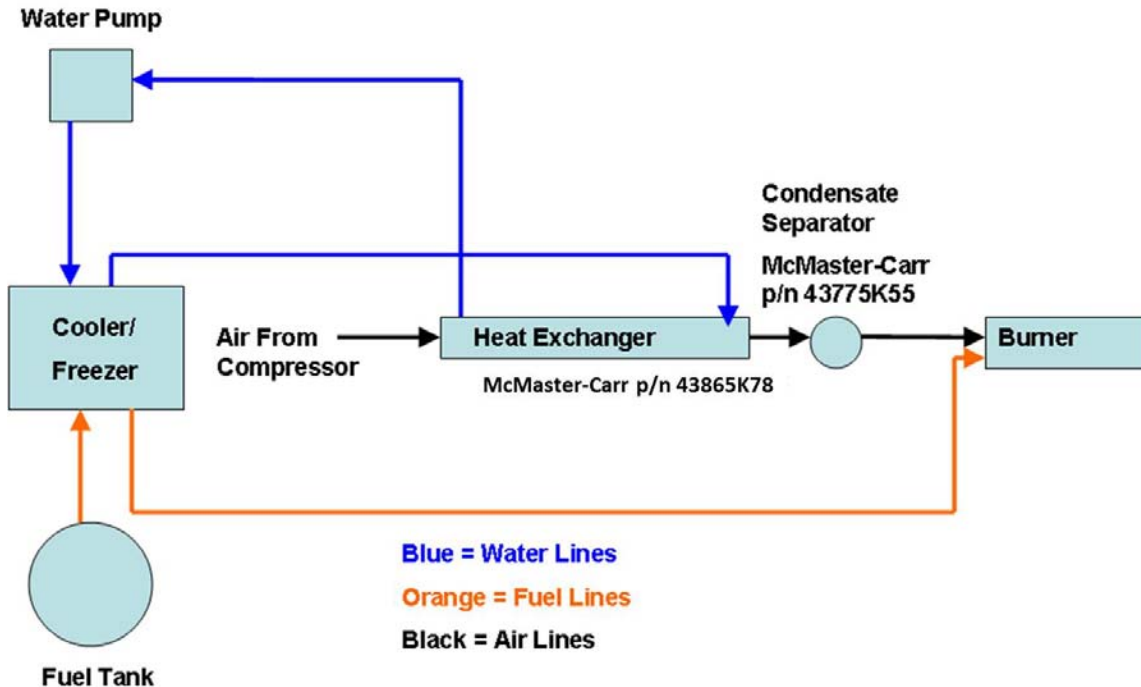 Water Pump
Condensate
Separator
McMaster-Carr
p/n 43775K55
Cooler/
Freezer
Air From
Compressor
Heat Exchanger
Burner
McMaster-Carr p/n 43865K78
Blue = Water Lines
Orange = Fuel Lines
Black = Air Lines
Fuel Tank